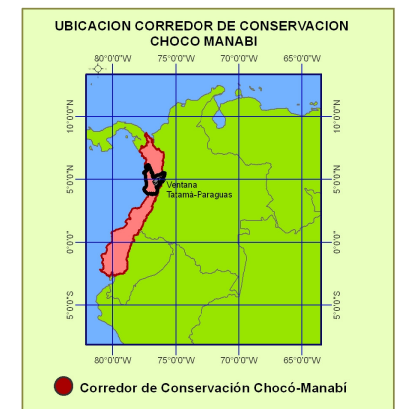 UBICACION CORREDOR DE CONSERVACION
CHOCO MANABI
80°0'0"W 75°0'0"W 70°0'0"W 65°0'0"W
10°0'0"N 10°0'0"N
5°0'0"N 5°0'0"N
Ventana
Tatamá-Paraguas
0°0'0" 0°0'0"
5°0'0"S 5°0'0"S
80°0'0"W 75°0'0"W 70°0'0"W 65°0'0"W
Corredor de Conservación Chocó-Manabí